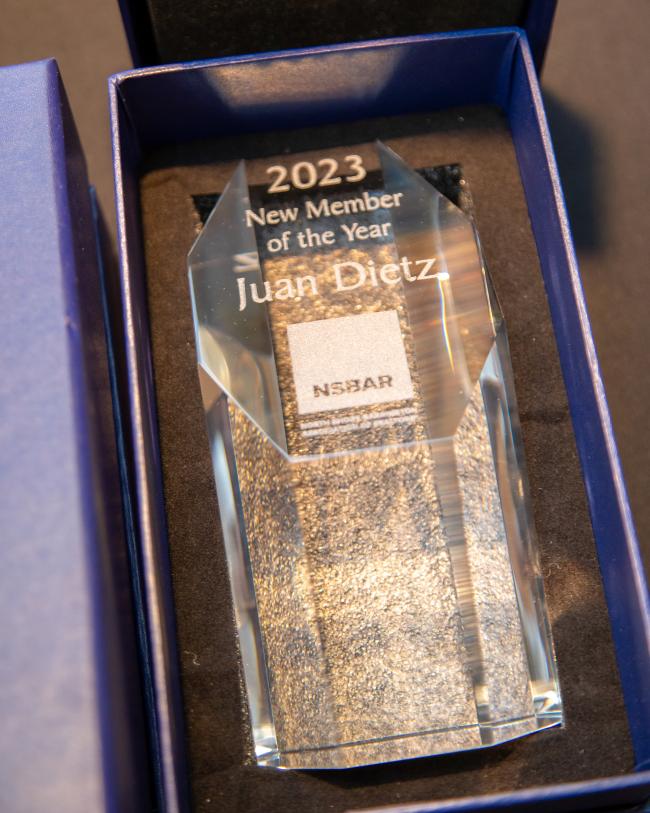 2023
New Member
of the Year
Juan Dietz
NSBAR